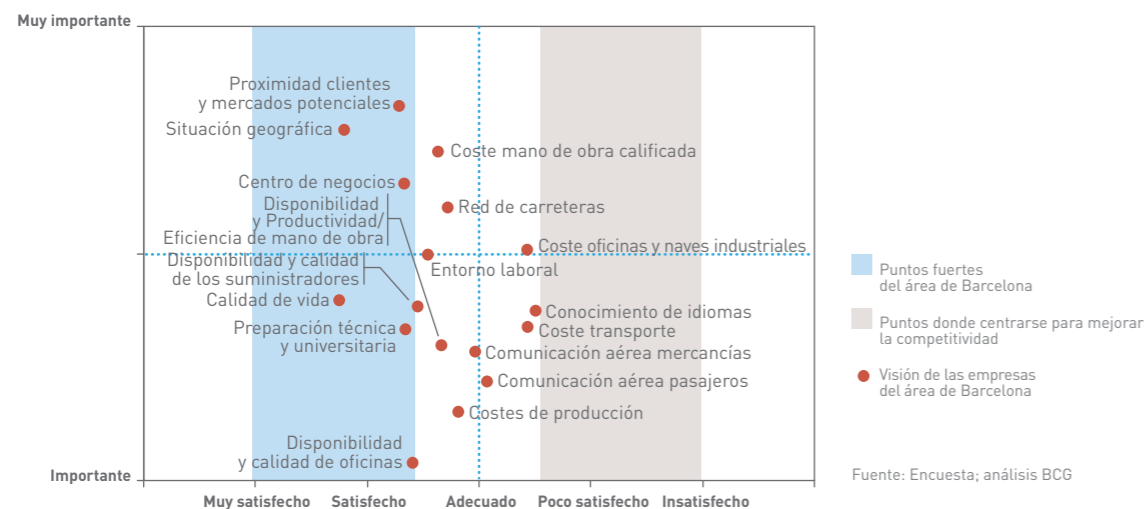 Muy importante
Proximidad clientes
y mercados potenciales
Situación geográfica
Coste mano de obra calificada
Centro de negocios
Disponibilidad
y Productividad/
Eficiencia de mano de obra
Red de carreteras
Coste oficinas y naves industriales
Disponibilidad y calidad
de los suministradores
Entorno laboral
Calidad de vida
Conocimiento de idiomas
Preparación técnica
y universitaria
Coste transporte
Comunicación aérea mercancías
Comunicación aérea pasajeros
Costes de producción
Disponibilidad
y calidad de oficinas
Importante
Muy satisfecho
Satisfecho
Adecuado
Poco satisfecho
Insatisfecho
Puntos fuertes
del área de Barcelona
Puntos donde centrarse para mejorar
la competitividad
Visión de las empresas
del área de Barcelona
Fuente: Encuesta; análisis BCG